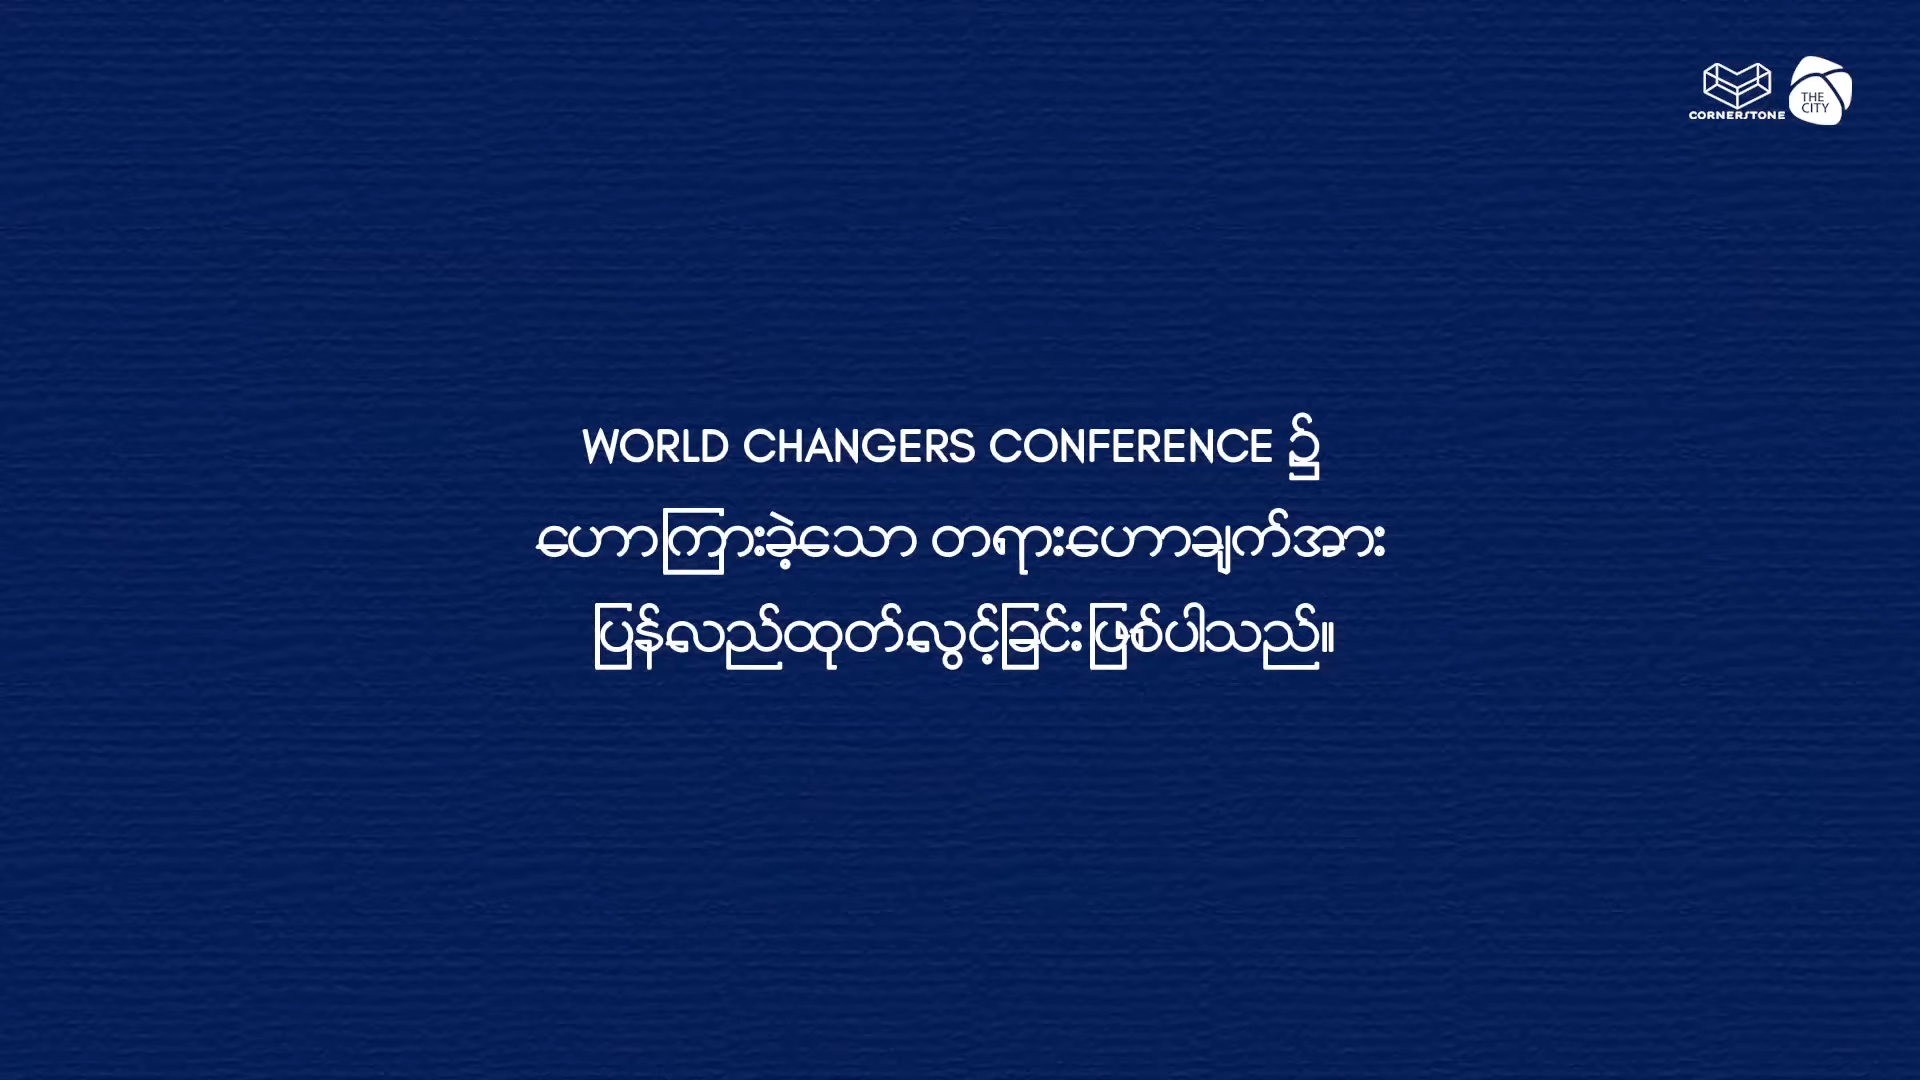 CORNERSTONE
THE
CITY
WORLD CHANGERS CONFERENCE ၌
ဟောကြားခဲ့သော တရားဟောချက်အား
ပြန်လည်ထုတ်လွှင့်ခြင်းဖြစ်ပါသည်။